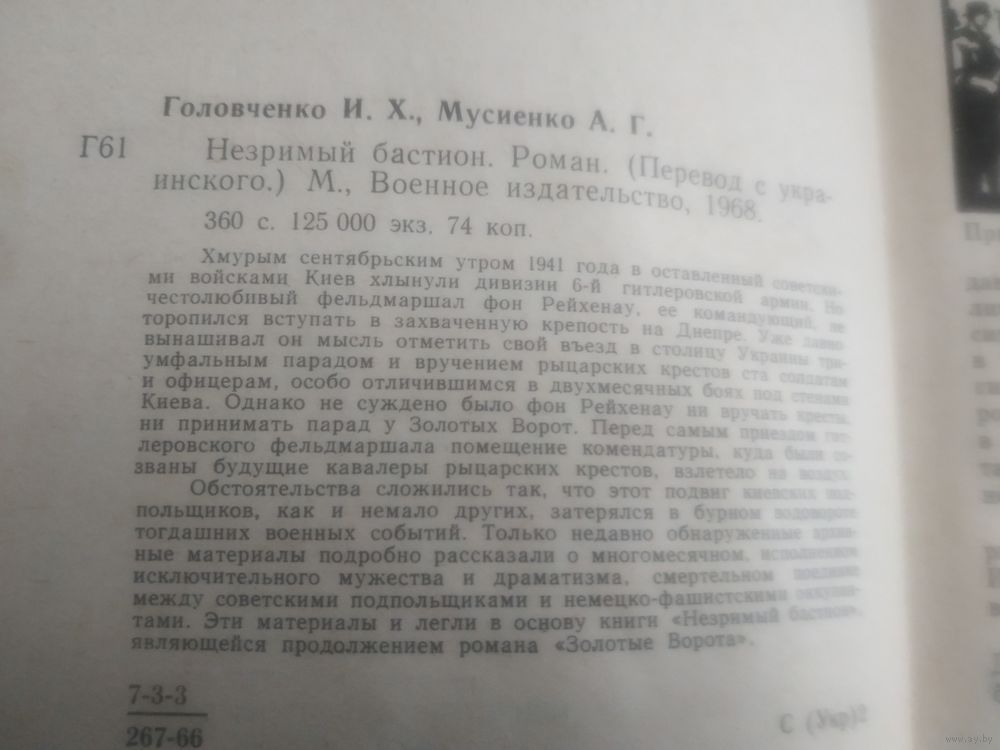 Головченко И. Х., Мусиенко А. Г.
Г61 Незримый бастион. Роман. (Перевод с укра-
инского.) М., Военное издательство, 1968.
360 с. 125 000 экз. 74 коп.
Хмурым сентябрьским утром 1941 года в оставленный советски-
ми войсками Киев хлынули дивизии 6-й гитлеровской армии. Но
честолюбивый фельдмаршал фон Рейхенау, ее командующий, не
торопился вступать в захваченную крепость на Днепре. Уже давно
вынашивал он мысль отметить свой въезд в столицу Украины три-
умфальным парадом и вручением рыцарских крестов ста солдатам
и офицерам, особо отличившимся в двухмесячных боях под стенами
Киева. Однако не суждено было фон Рейхенау ни вручать кресты,
ни принимать парад у Золотых Ворот. Перед самым приездом гит-
леровского фельдмаршала помещение комендатуры, куда были со-
званы будущие кавалеры рыцарских крестов, взлетело на воздух.
Обстоятельства сложились так, что этот подвиг киевских под-
польщиков, как и немало других, затерялся в бурном водовороте
тогдашних военных событий. Только недавно обнаруженные архив-
ные материалы подробно рассказали о многомесячном, исполненном
исключительного мужества и драматизма, смертельном поединке
между советскими подпольщиками и немецко-фашистскими оккупан-
тами. Эти материалы и легли в основу книги «Незримый бастион»,
являющейся продолжением романа «Золотые Ворота».
7-3-3
267-66
С (Укр)2
www.ay.by